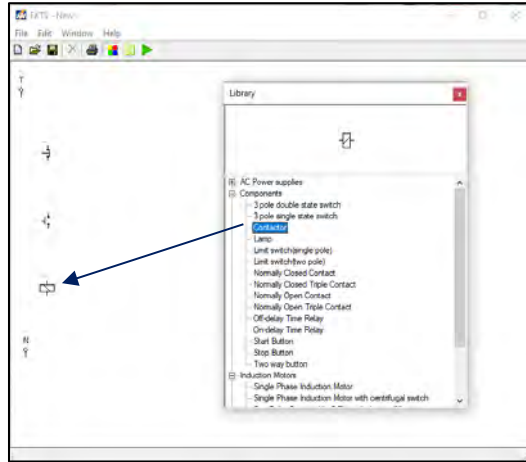 EKTS - New
File Edit Window Help
T
Library
x
AC Power supplies
Components
3 pole double state switch
3 pole single state switch
Contactor
Lamp
Limit switch(single pole)
Limit switch(two pole)
Normally Closed Contact
Normally Closed Triple Contact
Normally Open Contact
Normally Open Triple Contact
Off-delay Time Relay
On-delay Time Relay
Start Button
Stop Button
Two way button
Induction Motors
Single Phase Induction Motor
Single Phase Induction Motor with centrifugal switch
N